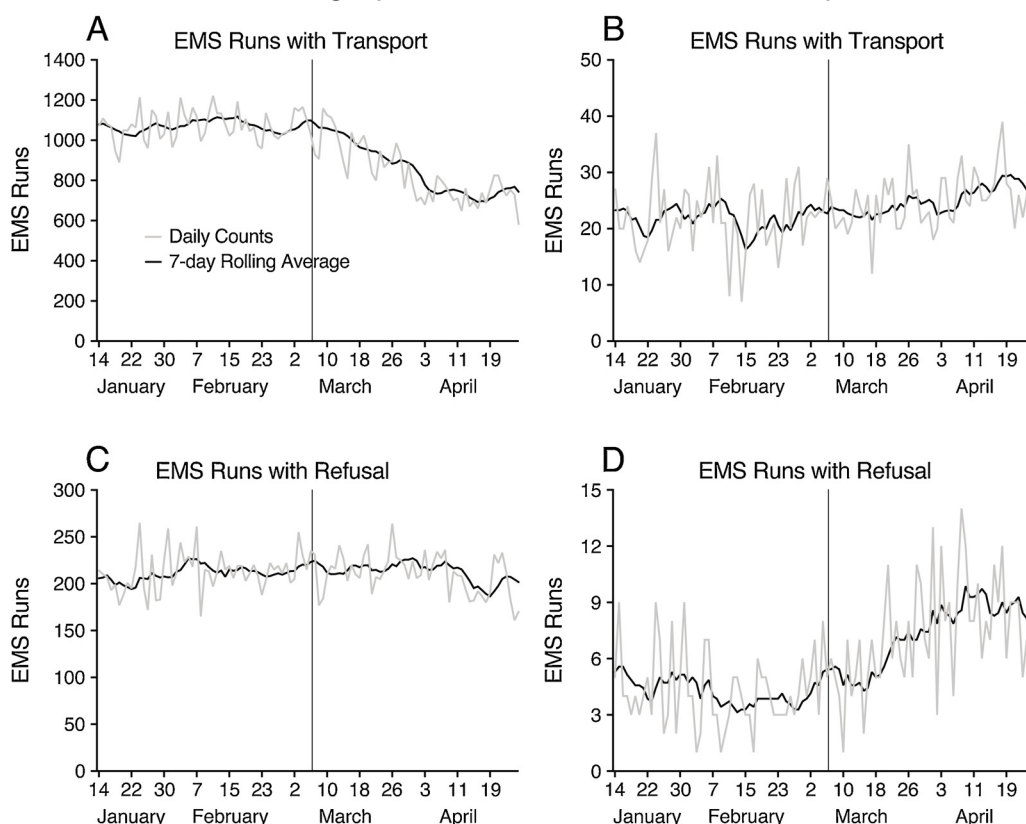 A
EMS Runs with Transport
1400
1200
1000
800
600
400
200
0
EMS Runs
Daily Counts
7-day Rolling Average
14 22 30 7 15 23 2 10 18 26 3 11 19
January February March April
B
EMS Runs with Transport
50
40
30
20
10
0
EMS Runs
14 22 30 7 15 23 2 10 18 26 3 11 19
January February March April
C
EMS Runs with Refusal
300
250
200
150
100
50
0
EMS Runs
14 22 30 7 15 23 2 10 18 26 3 11 19
January February March April
D
EMS Runs with Refusal
15
12
9
6
3
0
EMS Runs
14 22 30 7 15 23 2 10 18 26 3 11 19
January February March April